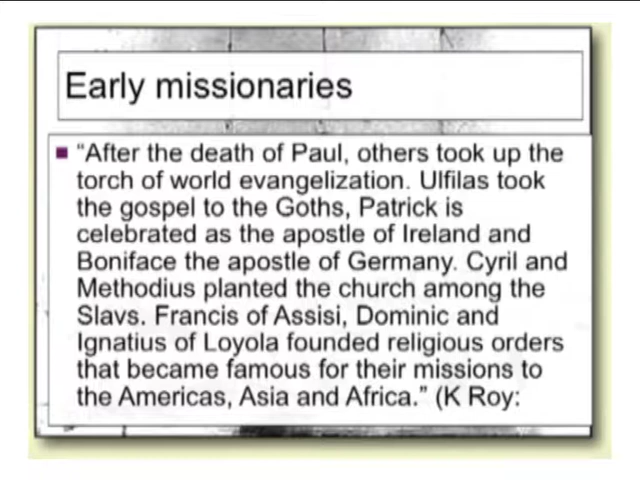 Early missionaries
“After the death of Paul, others took up the
torch of world evangelization. Ulfilas took
the gospel to the Goths, Patrick is
celebrated as the apostle of Ireland and
Boniface the apostle of Germany. Cyril and
Methodius planted the church among the
Slavs. Francis of Assisi, Dominic and
Ignatius of Loyola founded religious orders
that became famous for their missions to
the Americas, Asia and Africa.” (K Roy: